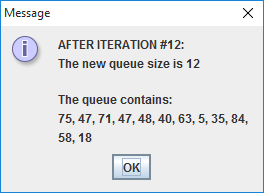 Message
AFTER ITERATION #12:
The new queue size is 12
The queue contains:
75, 47, 71, 47, 48, 40, 63, 5, 35, 84,
58, 18
OK